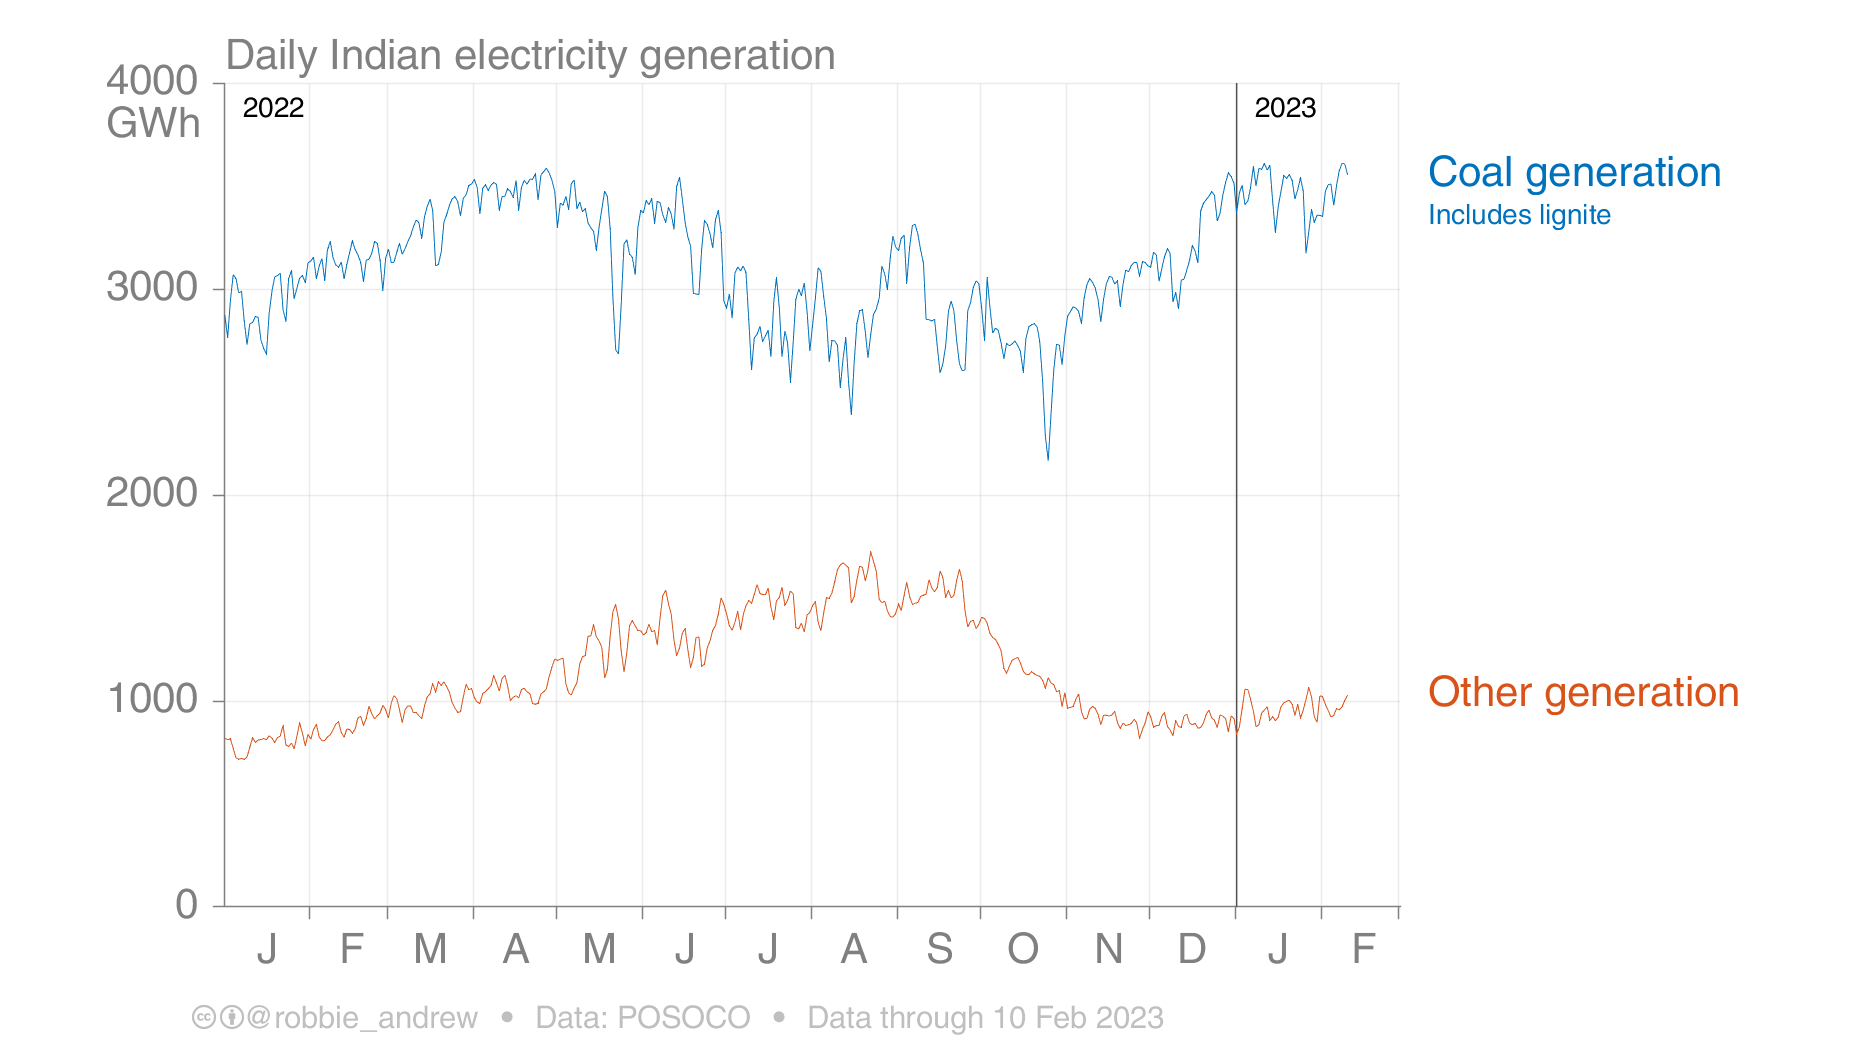 Daily Indian electricity generation
4000
GWh
2022
2023
Coal generation
Includes lignite
3000
2000
1000
Other generation
0
J F M A M J J A S O N D J F
@robbie_andrew • Data: POSOCO • Data through 10 Feb 2023